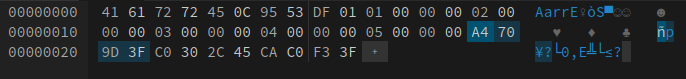 00000000 41 61 72 72 45 0C 95 53 DF 01 01 00 00 00 02 00 AarrE♀òS▀☺☺ ☻
00000010 00 00 03 00 00 00 04 00 00 00 05 00 00 00 A4 70 ♥ ♦ ♣ ñp
00000020 9D 3F C0 30 2C 45 CA C0 F3 3F + ¥?└0,E╩└≤?